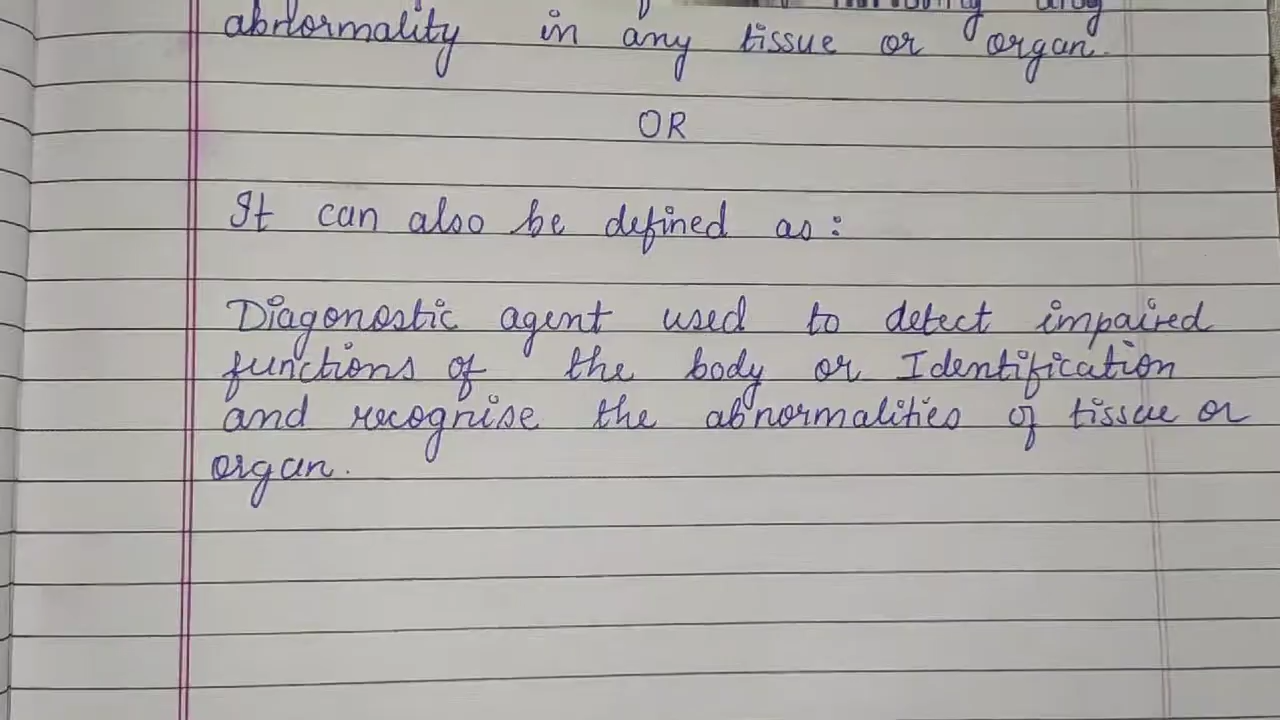 abnormality in any tissue or organ.
OR
It can also be defined as:
Diagonostic agent used to detect impaired
functions of the body or Identification
and recognise the abnormalities of tissue or
organ.